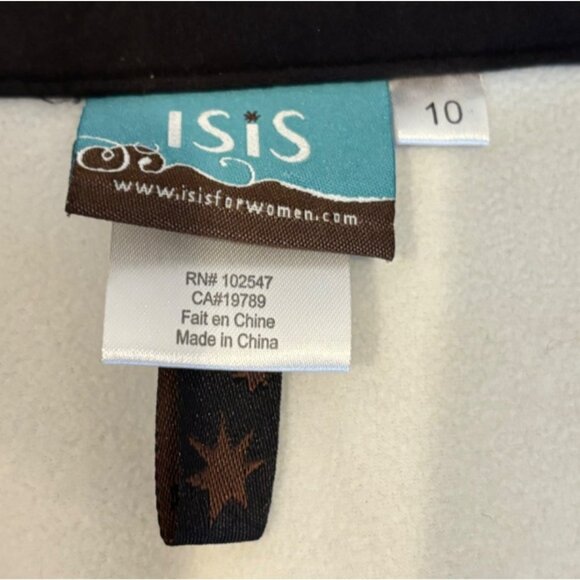 ISiS
www.isisforwomen.com
10
RN# 102547
CA#19789
Fait en Chine
Made in China